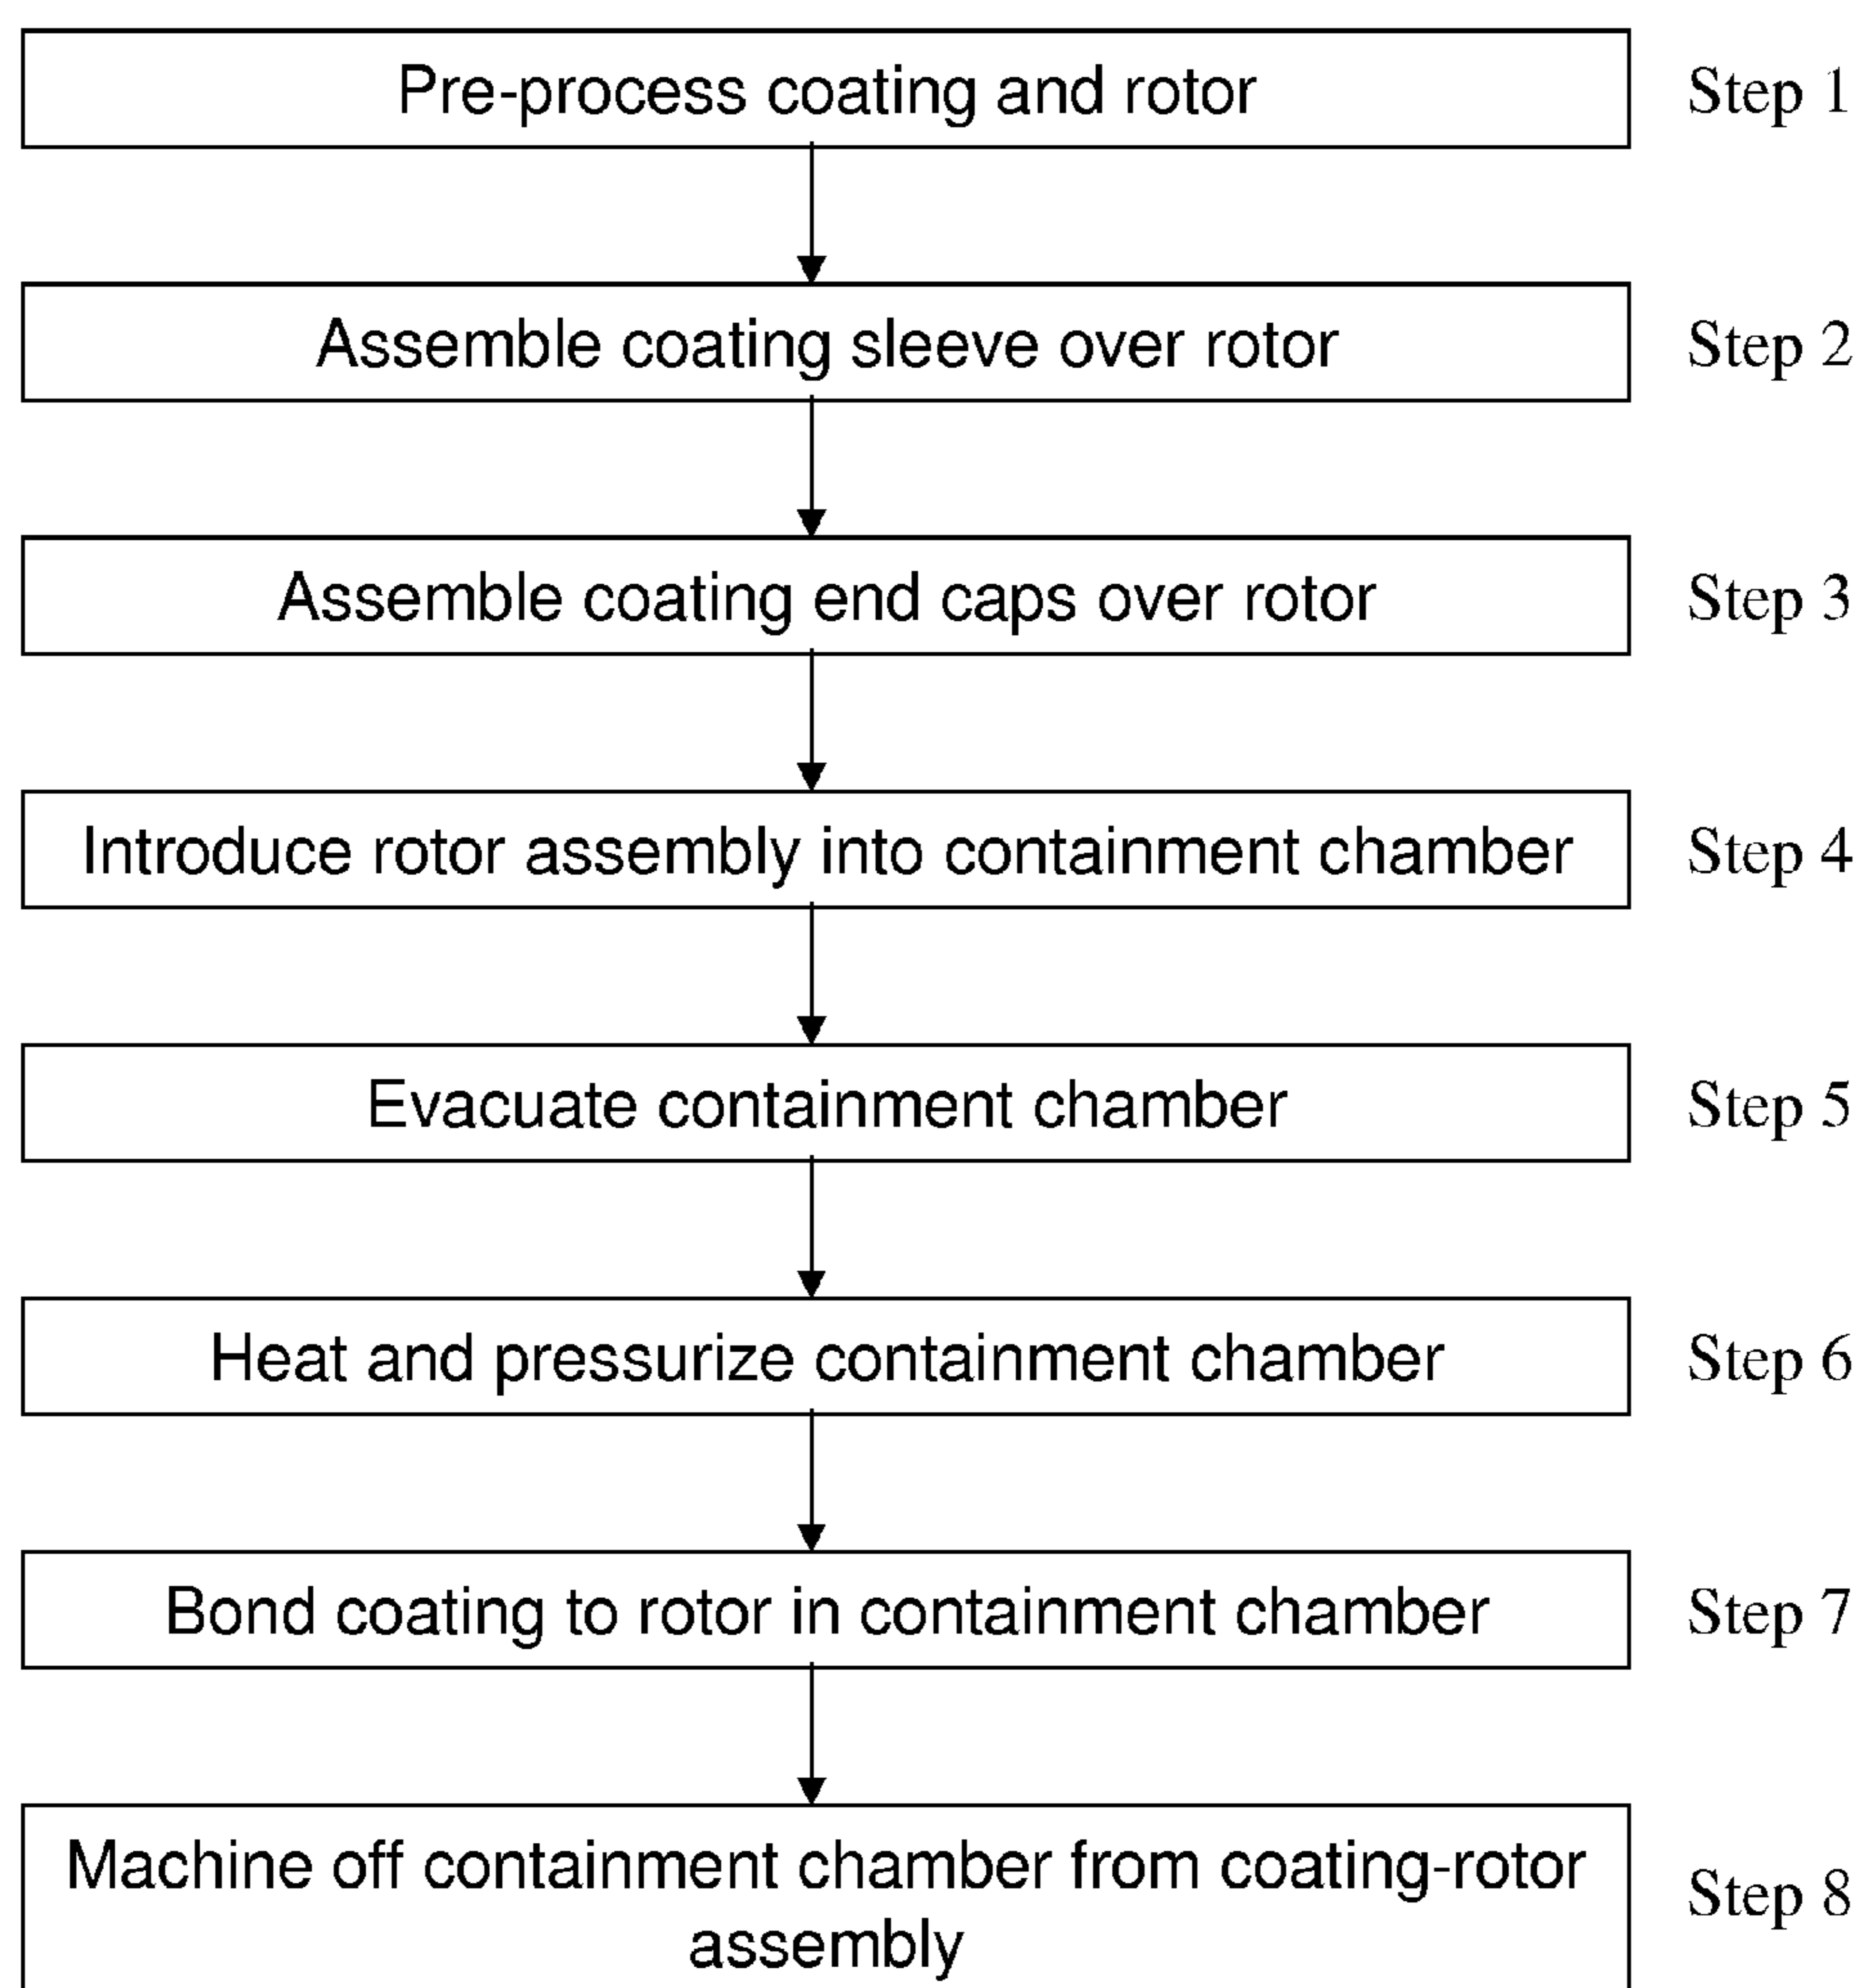 Pre-process coating and rotor Step 1
Assemble coating sleeve over rotor Step 2
Assemble coating end caps over rotor Step 3
Introduce rotor assembly into containment chamber Step 4
Evacuate containment chamber Step 5
Heat and pressurize containment chamber Step 6
Bond coating to rotor in containment chamber Step 7
Machine off containment chamber from coating-rotor
assembly Step 8